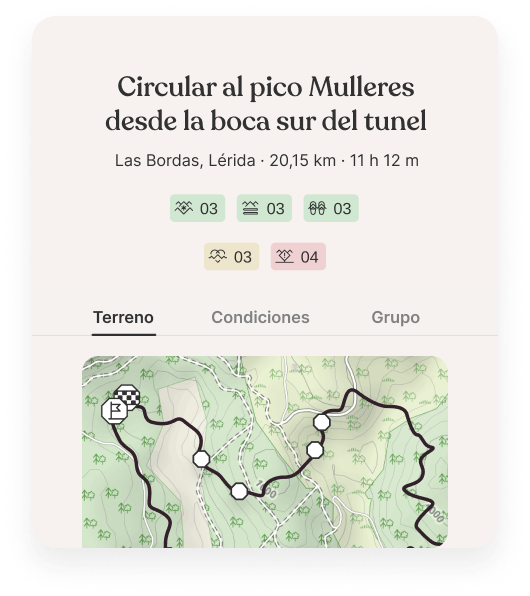 Circular al pico Mulleres
desde la boca sur del tunel
Las Bordas, Lérida · 20,15 km · 11 h 12 m
03 03 03
03 04
Terreno Condiciones Grupo